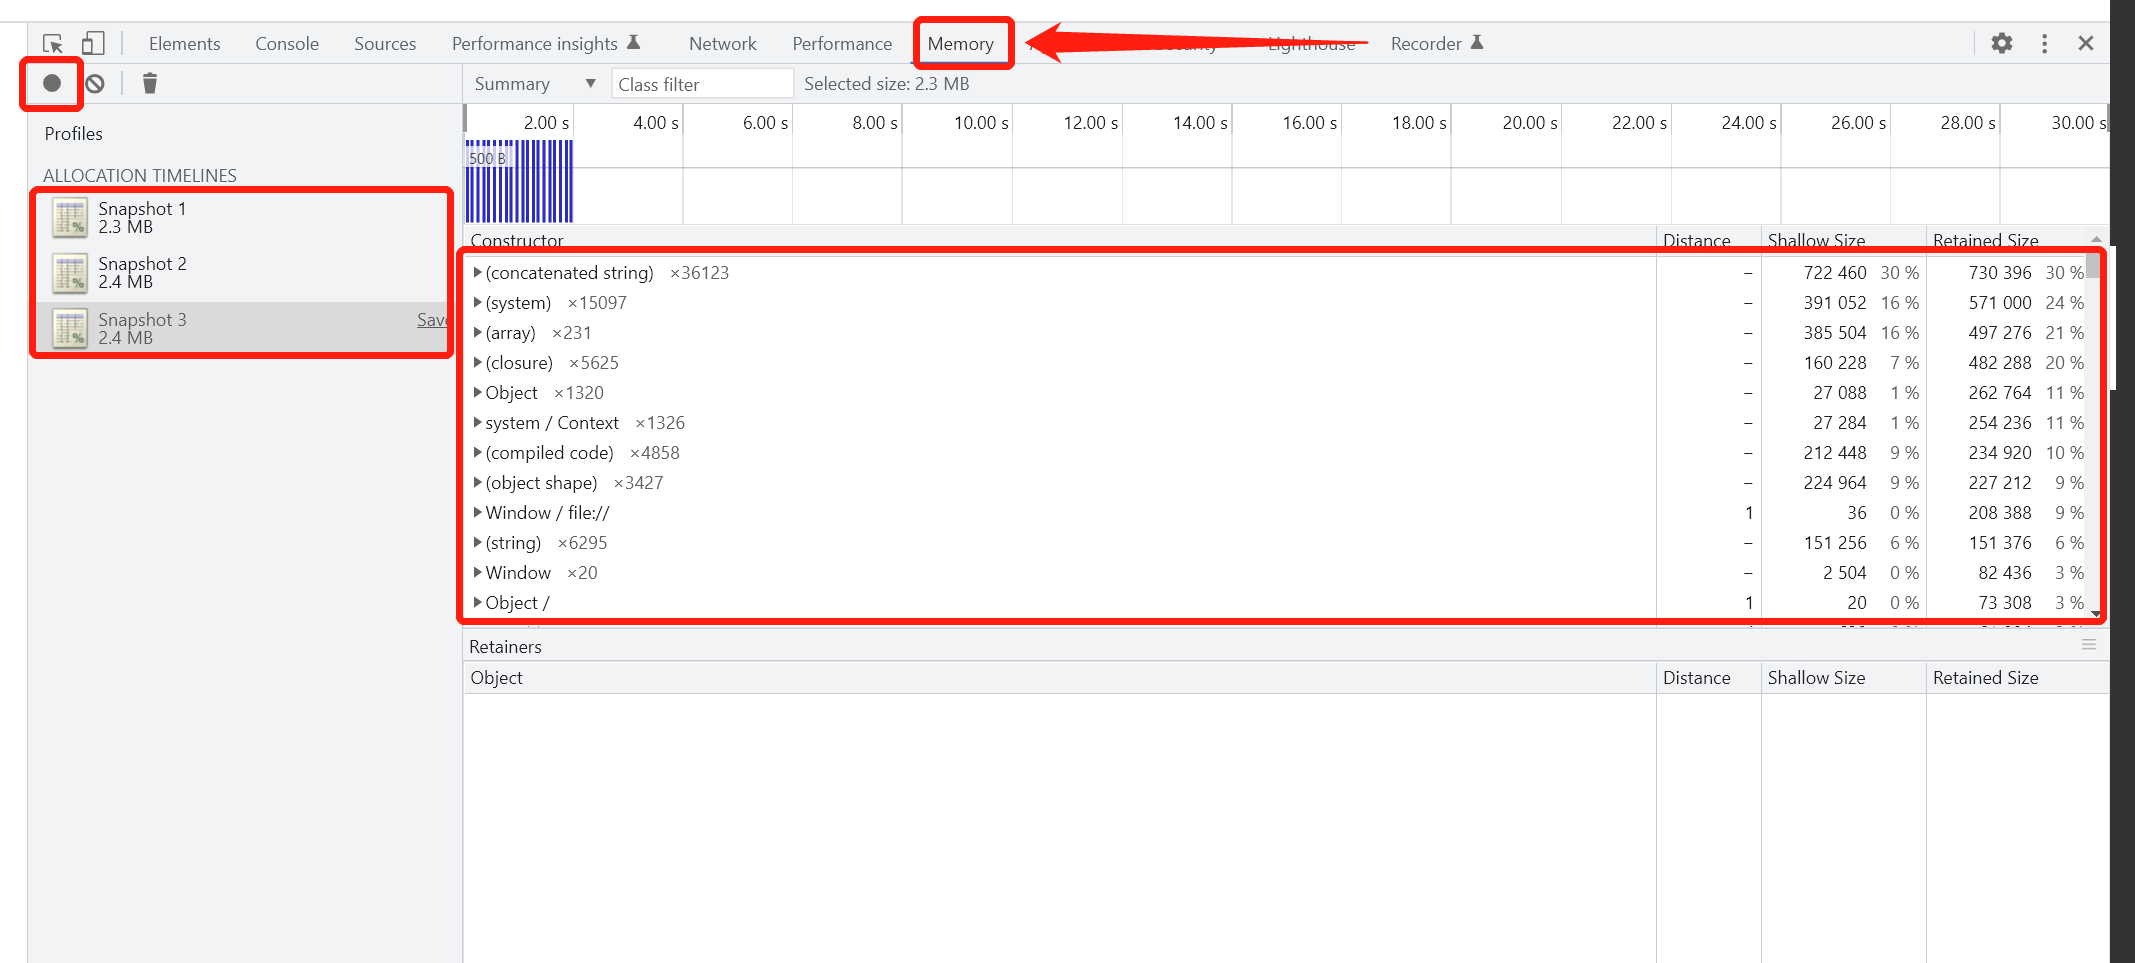 Elements Console Sources Performance insights Network Performance Memory Lighthouse Recorder
Summary Class filter Selected size: 2.3 MB
Profiles
ALLOCATION TIMELINES
Snapshot 1
2.3 MB
Snapshot 2
2.4 MB
Snapshot 3 Save
2.4 MB
2.00 s 4.00 s 6.00 s 8.00 s 10.00 s 12.00 s 14.00 s 16.00 s 18.00 s 20.00 s 22.00 s 24.00 s 26.00 s 28.00 s 30.00 s
500 B
Constructor Distance Shallow Size Retained Size
(concatenated string) ×36123 – 722 460 30 % 730 396 30 %
(system) ×15097 – 391 052 16 % 571 000 24 %
(array) ×231 – 385 504 16 % 497 276 21 %
(closure) ×5625 – 160 228 7 % 482 288 20 %
Object ×1320 – 27 088 1 % 262 764 11 %
system / Context ×1326 – 27 284 1 % 254 236 11 %
(compiled code) ×4858 – 212 448 9 % 234 920 10 %
(object shape) ×3427 – 224 964 9 % 227 212 9 %
Window / file:// 1 36 0 % 208 388 9 %
(string) ×6295 – 151 256 6 % 151 376 6 %
Window ×20 – 2 504 0 % 82 436 3 %
Object / 1 20 0 % 73 308 3 %
Retainers
Object Distance Shallow Size Retained Size